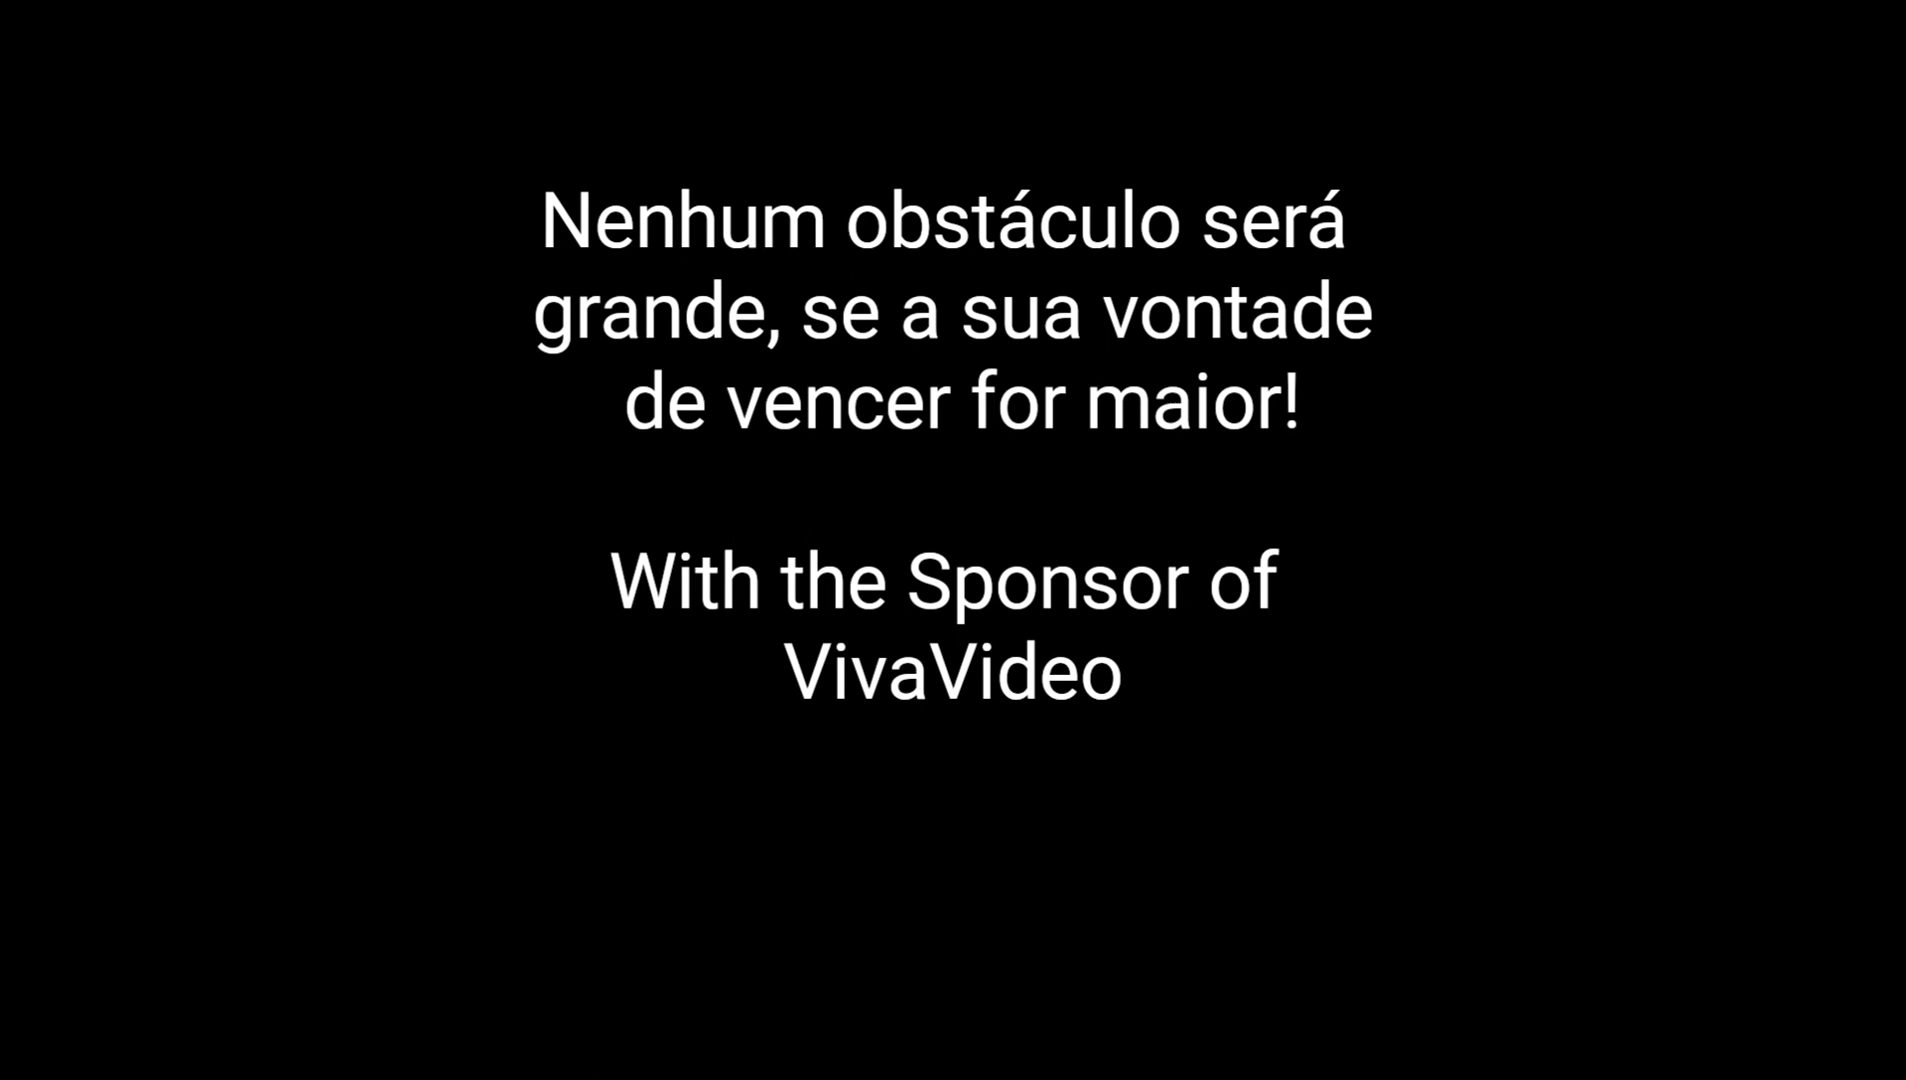 Nenhum obstáculo será
grande, se a sua vontade
de vencer for maior!
With the Sponsor of
VivaVideo